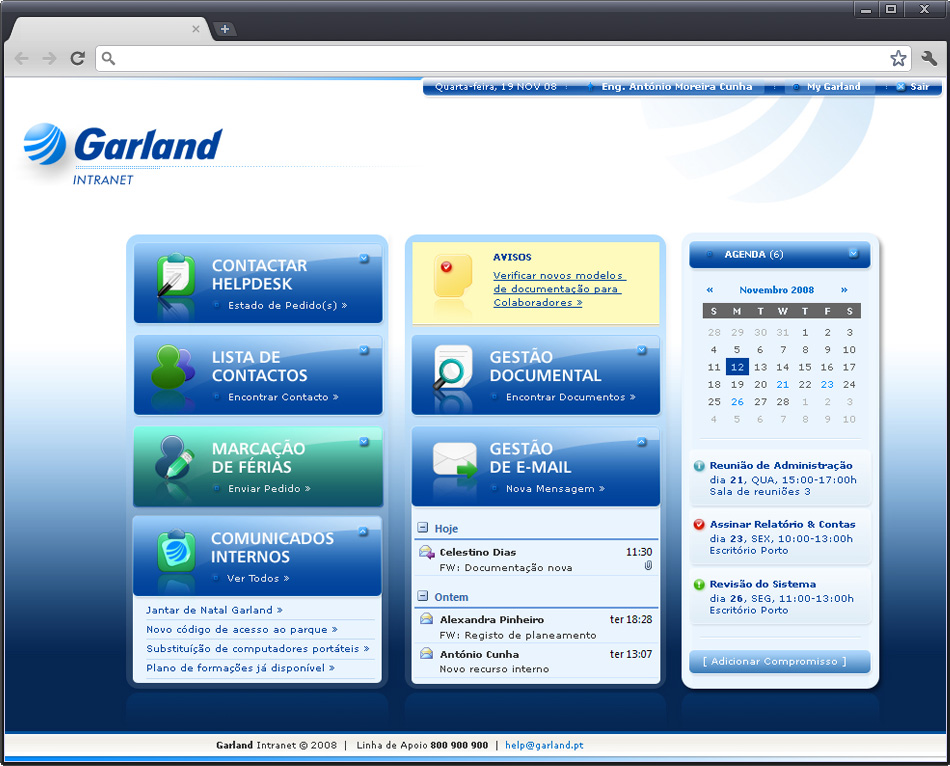 Quarta-feira, 19 NOV 08
Eng. António Moreira Cunha
My Garland
Sair
Garland
INTRANET
CONTACTAR
HELPDESK
Estado de Pedido(s) »
LISTA DE
CONTACTOS
Encontrar Contacto »
MARCAÇÃO
DE FÉRIAS
Enviar Pedido »
COMUNICADOS
INTERNOS
Ver Todos »
Jantar de Natal Garland »
Novo código de acesso ao parque »
Substituição de computadores portáteis »
Plano de formações já disponível »
AVISOS
Verificar novos modelos
de documentação para
Colaboradores »
GESTÃO
DOCUMENTAL
Encontrar Documentos »
GESTÃO
DE E-MAIL
Nova Mensagem »
Hoje
Celestino Dias 11:30
FW: Documentação nova
Ontem
Alexandra Pinheiro ter 18:28
FW: Registo de planeamento
António Cunha ter 13:07
Novo recurso interno
AGENDA (6)
« Novembro 2008 »
S M T W T F S
28 29 30 31 1 2 3
4 5 6 7 8 9 10
11 12 13 14 15 16 17
18 19 20 21 22 23 24
25 26 27 28 1 2 3
4 5 6 7 8 9 10
Reunião de Administração
dia 21, QUA, 15:00-17:00h
Sala de reuniões 3
Assinar Relatório & Contas
dia 23, SEX, 10:00-13:00h
Escritório Porto
Revisão do Sistema
dia 26, SEG, 11:00-13:00h
Escritório Porto
[ Adicionar Compromisso ]
Garland Intranet © 2008 | Linha de Apoio 800 900 900 | help@garland.pt